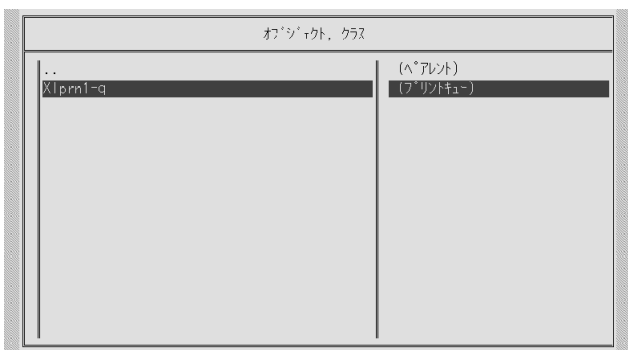 ｵﾌﾞｼﾞｪｸﾄ, ｸﾗｽ
.. (ﾍﾟｱﾚﾝﾄ)
Xlprn1-q (ﾌﾟﾘﾝﾄｷｭｰ)